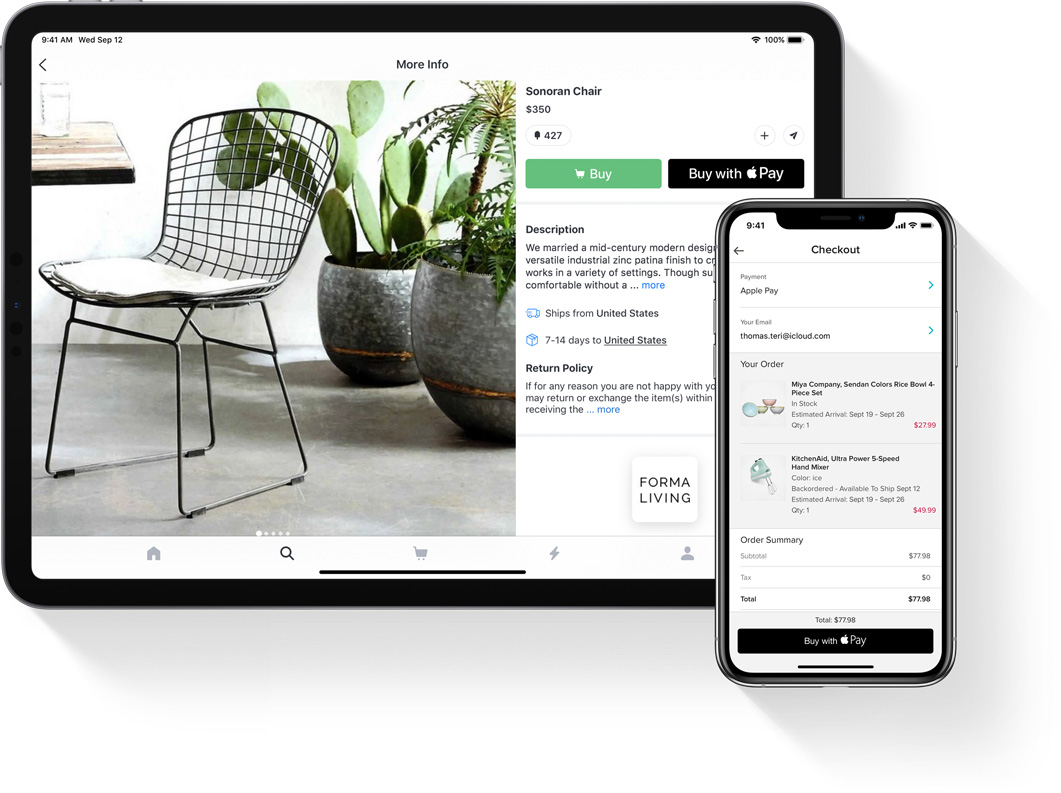 9:41 AM Wed Sep 12
100%
More Info
Sonoran Chair
$350
427
Buy
Buy with Pay
Description
We married a mid-century modern desig
versatile industrial zinc patina finish to cr
works in a variety of settings. Though su
comfortable without a ... more
Ships from United States
7-14 days to United States
Return Policy
If for any reason you are not happy with yo
may return or exchange the item(s) within
receiving the ... more
FORMA
LIVING
9:41
Checkout
Payment
Apple Pay
Your Email
thomas.teri@icloud.com
Your Order
Miya Company, Sendan Colors Rice Bowl 4-
Piece Set
In Stock
Estimated Arrival: Sept 19 - Sept 26
Qty: 1 $27.99
KitchenAid, Ultra Power 5-Speed
Hand Mixer
Color: ice
Backordered - Available To Ship Sept 12
Estimated Arrival: Sept 19 - Sept 26
Qty: 1 $49.99
Order Summary
Subtotal $77.98
Tax $0
Total $77.98
Total: $77.98
Buy with Pay